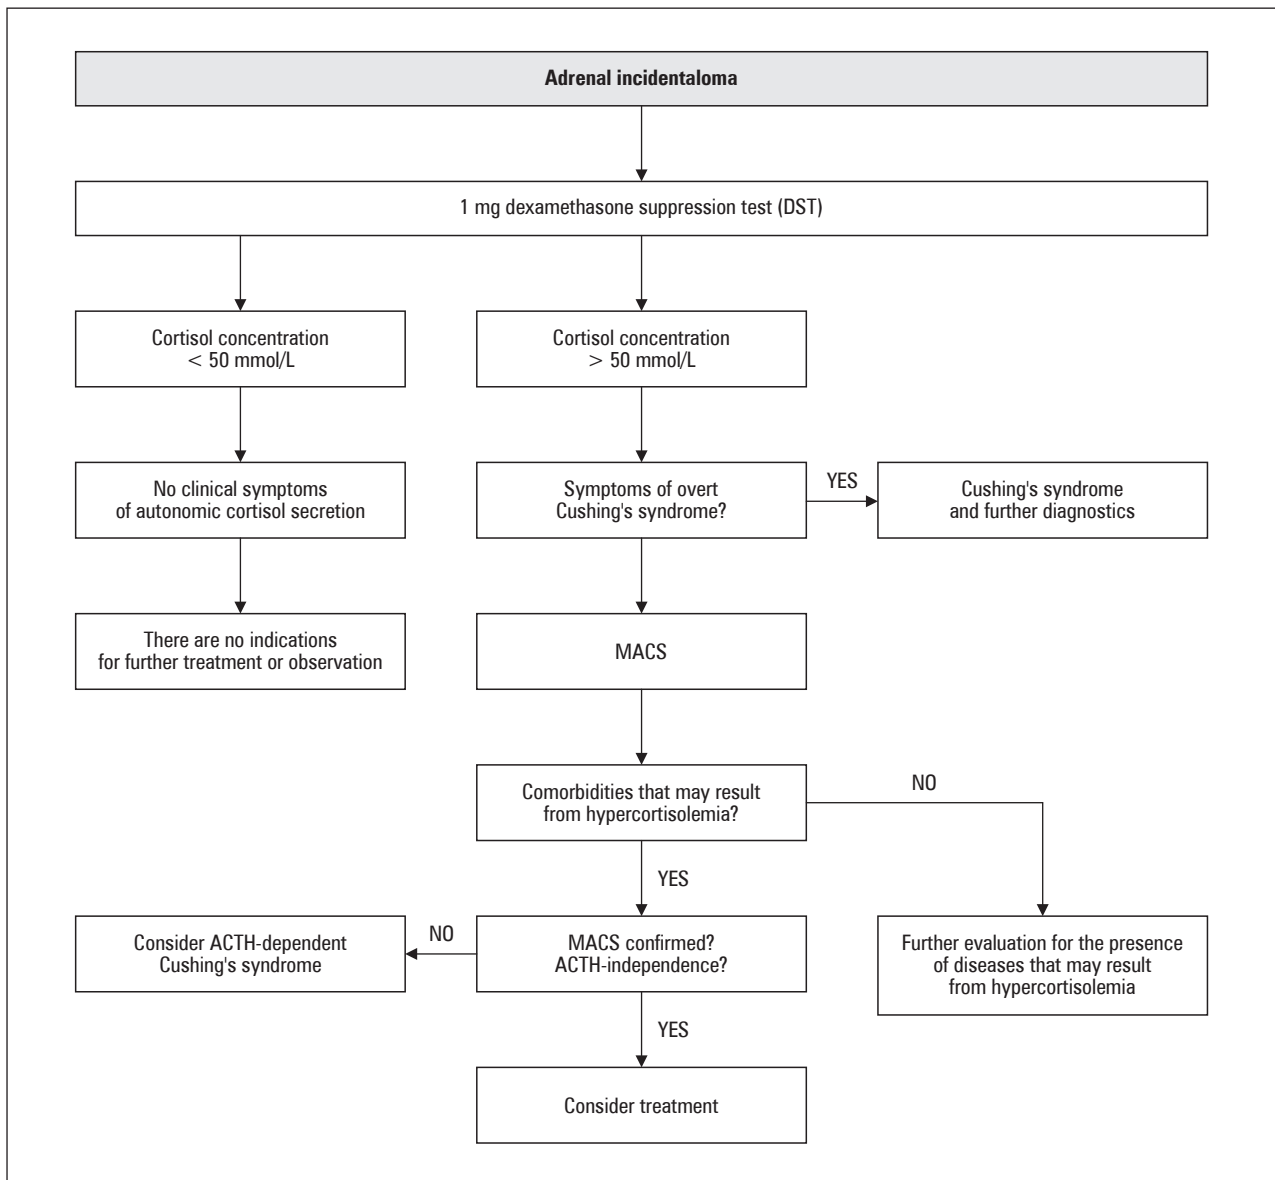 Adrenal incidentaloma
1 mg dexamethasone suppression test (DST)
Cortisol concentration
< 50 mmol/L
Cortisol concentration
> 50 mmol/L
No clinical symptoms
of autonomic cortisol secretion
Symptoms of overt
Cushing's syndrome?
YES
Cushing's syndrome
and further diagnostics
There are no indications
for further treatment or observation
MACS
Comorbidities that may result
from hypercortisolemia?
NO
YES
Consider ACTH-dependent
Cushing's syndrome
NO
MACS confirmed?
ACTH-independence?
Further evaluation for the presence
of diseases that may result
from hypercortisolemia
YES
Consider treatment